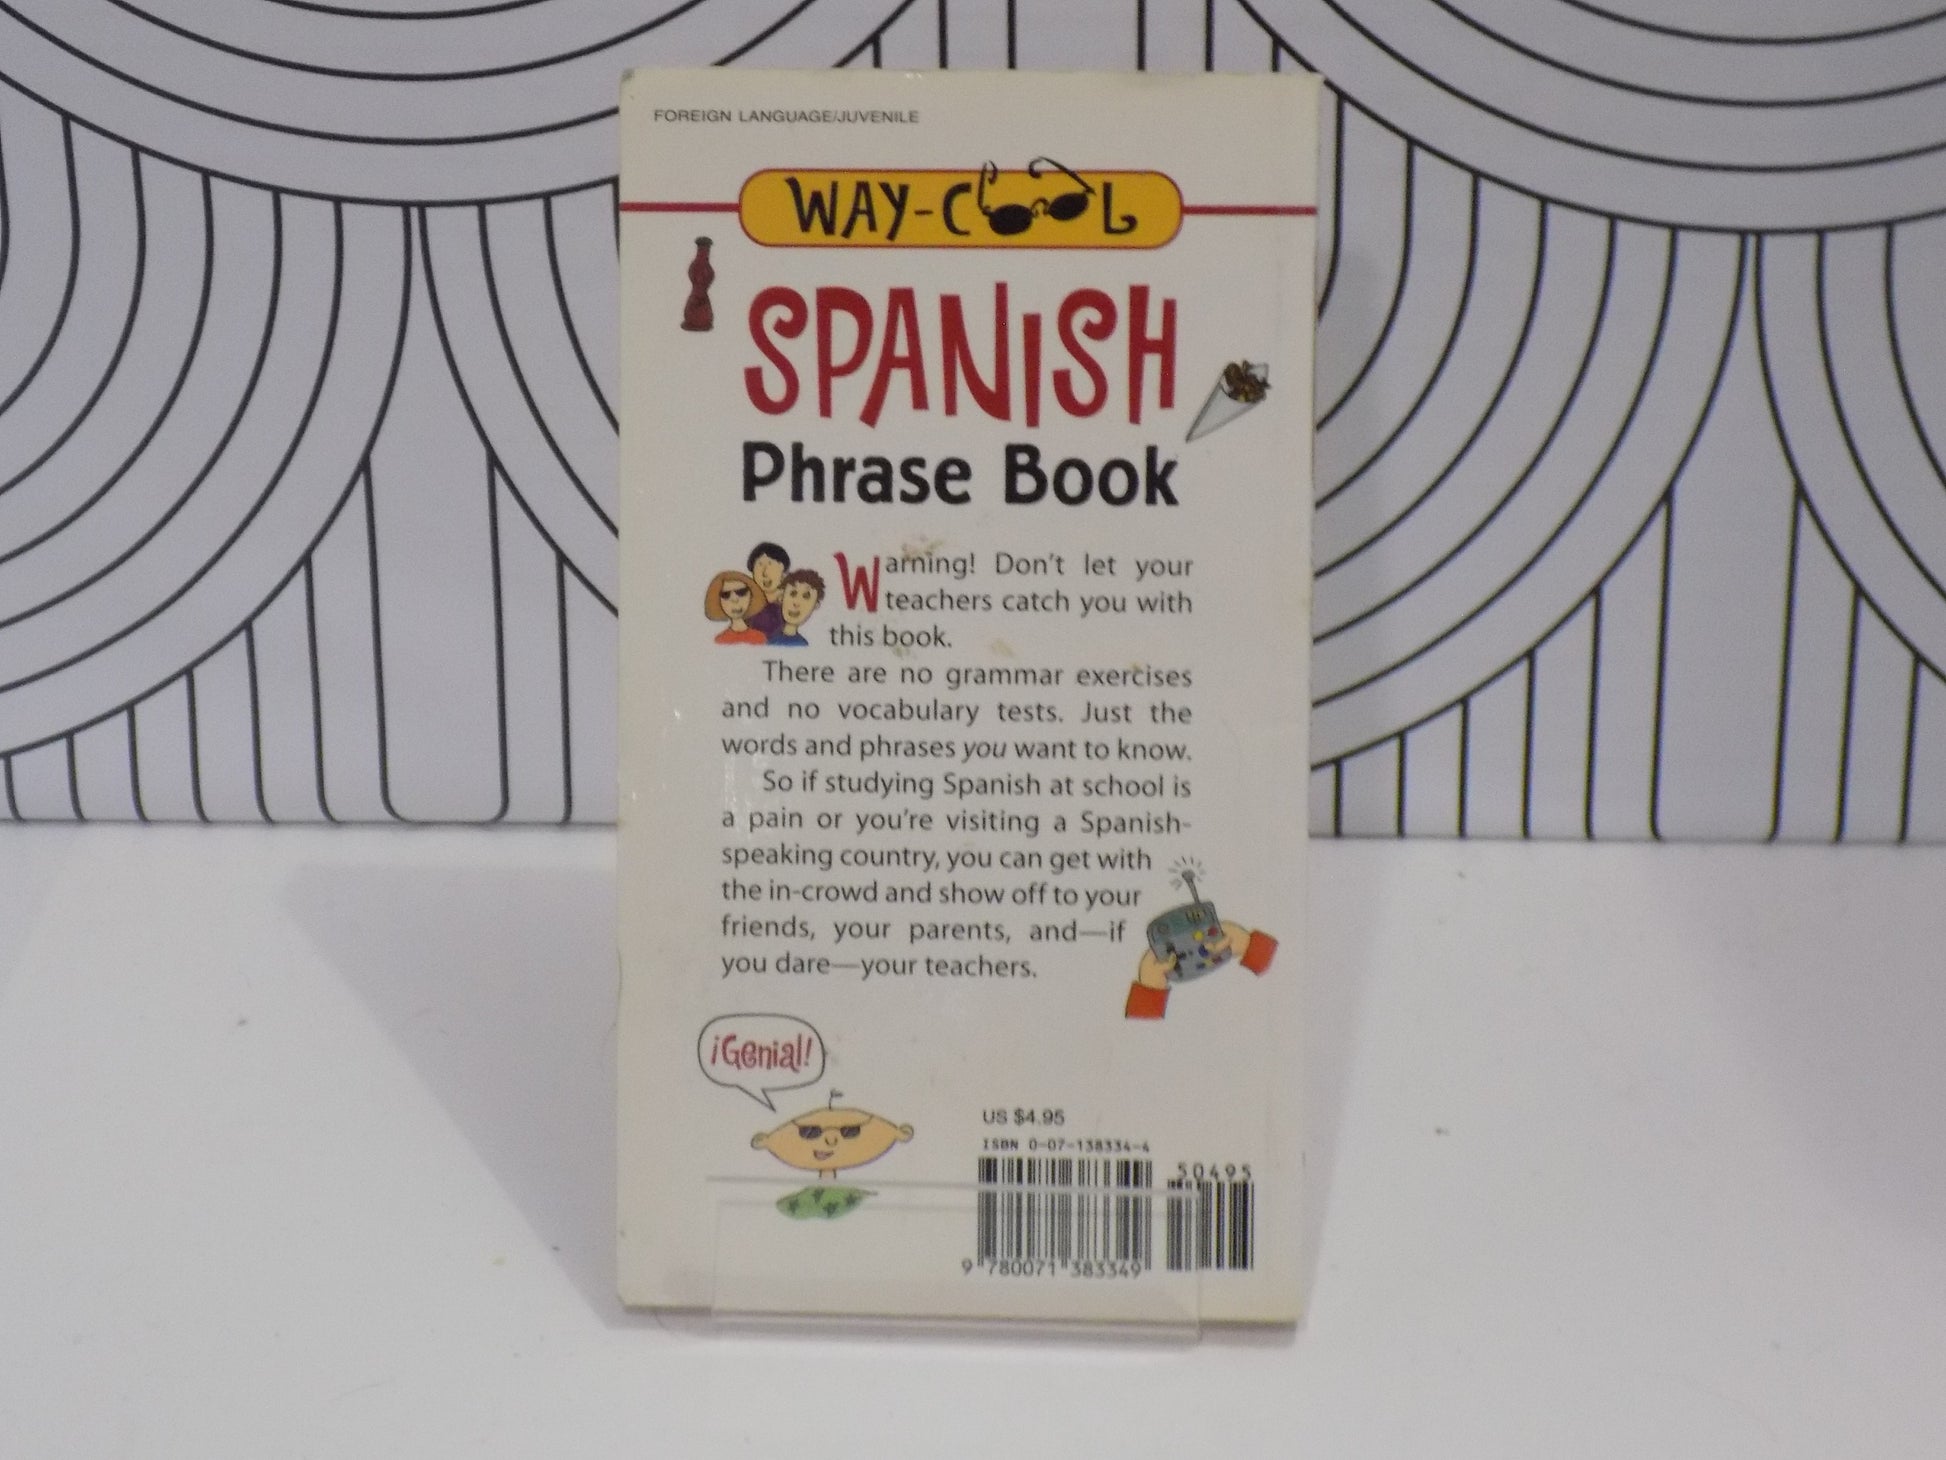 FOREIGN LANGUAGE/JUVENILE
WAY-COOL
SPANISH
Phrase Book
Warning! Don't let your
teachers catch you with
this book.
There are no grammar exercises
and no vocabulary tests. Just the
words and phrases you want to know.
So if studying Spanish at school is
a pain or you're visiting a Spanish-
speaking country, you can get with
the in-crowd and show off to your
friends, your parents, and—if
you dare—your teachers.
¡Genial!
US $4.95
ISBN 0-07-138334-4
50495
9 780071 383349